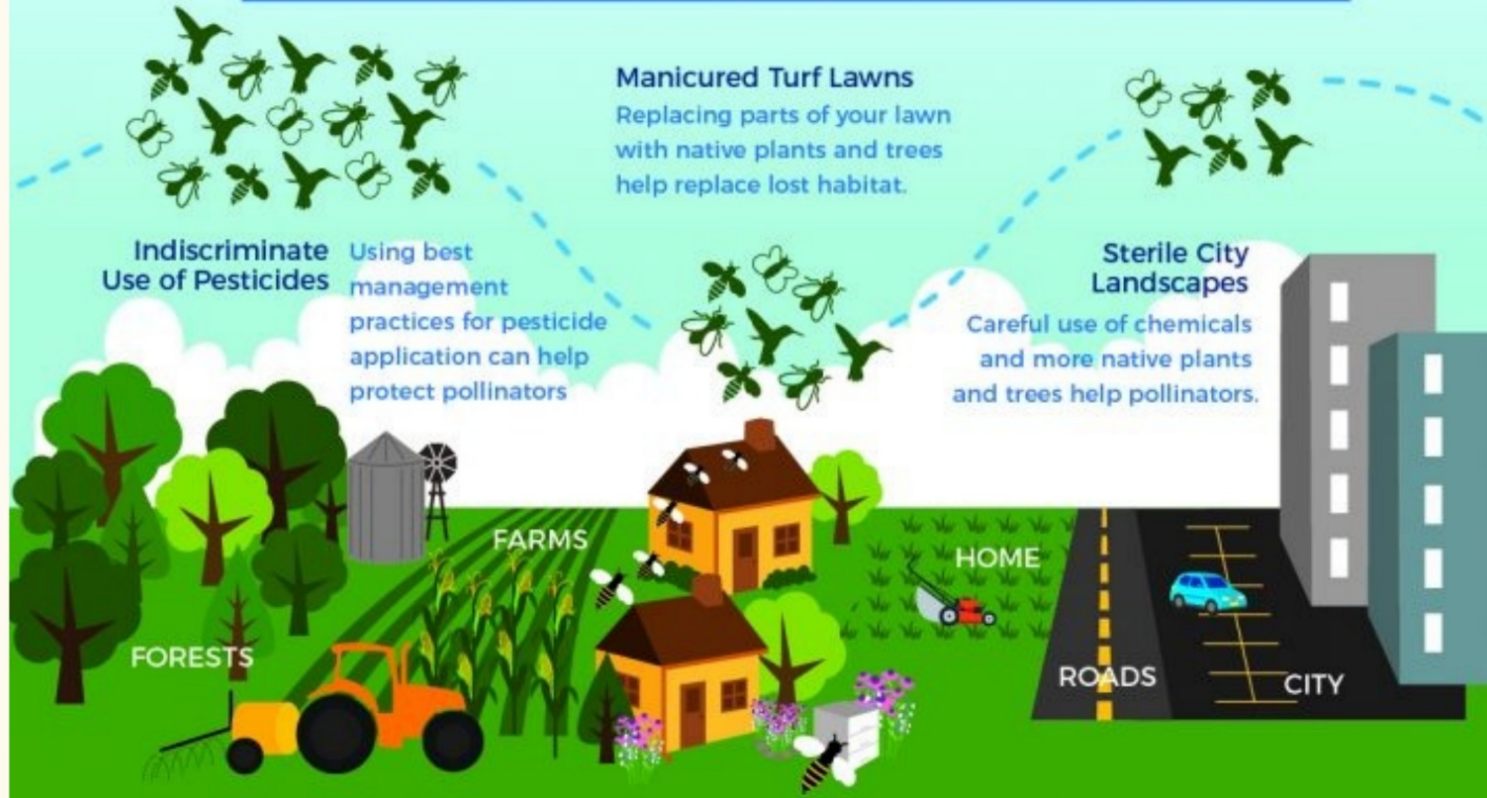 Manicured Turf Lawns
Replacing parts of your lawn
with native plants and trees
help replace lost habitat.
Indiscriminate
Use of Pesticides
Using best
management
practices for pesticide
application can help
protect pollinators
Sterile City
Landscapes
Careful use of chemicals
and more native plants
and trees help pollinators.
FARMS
HOME
FORESTS
ROADS
CITY